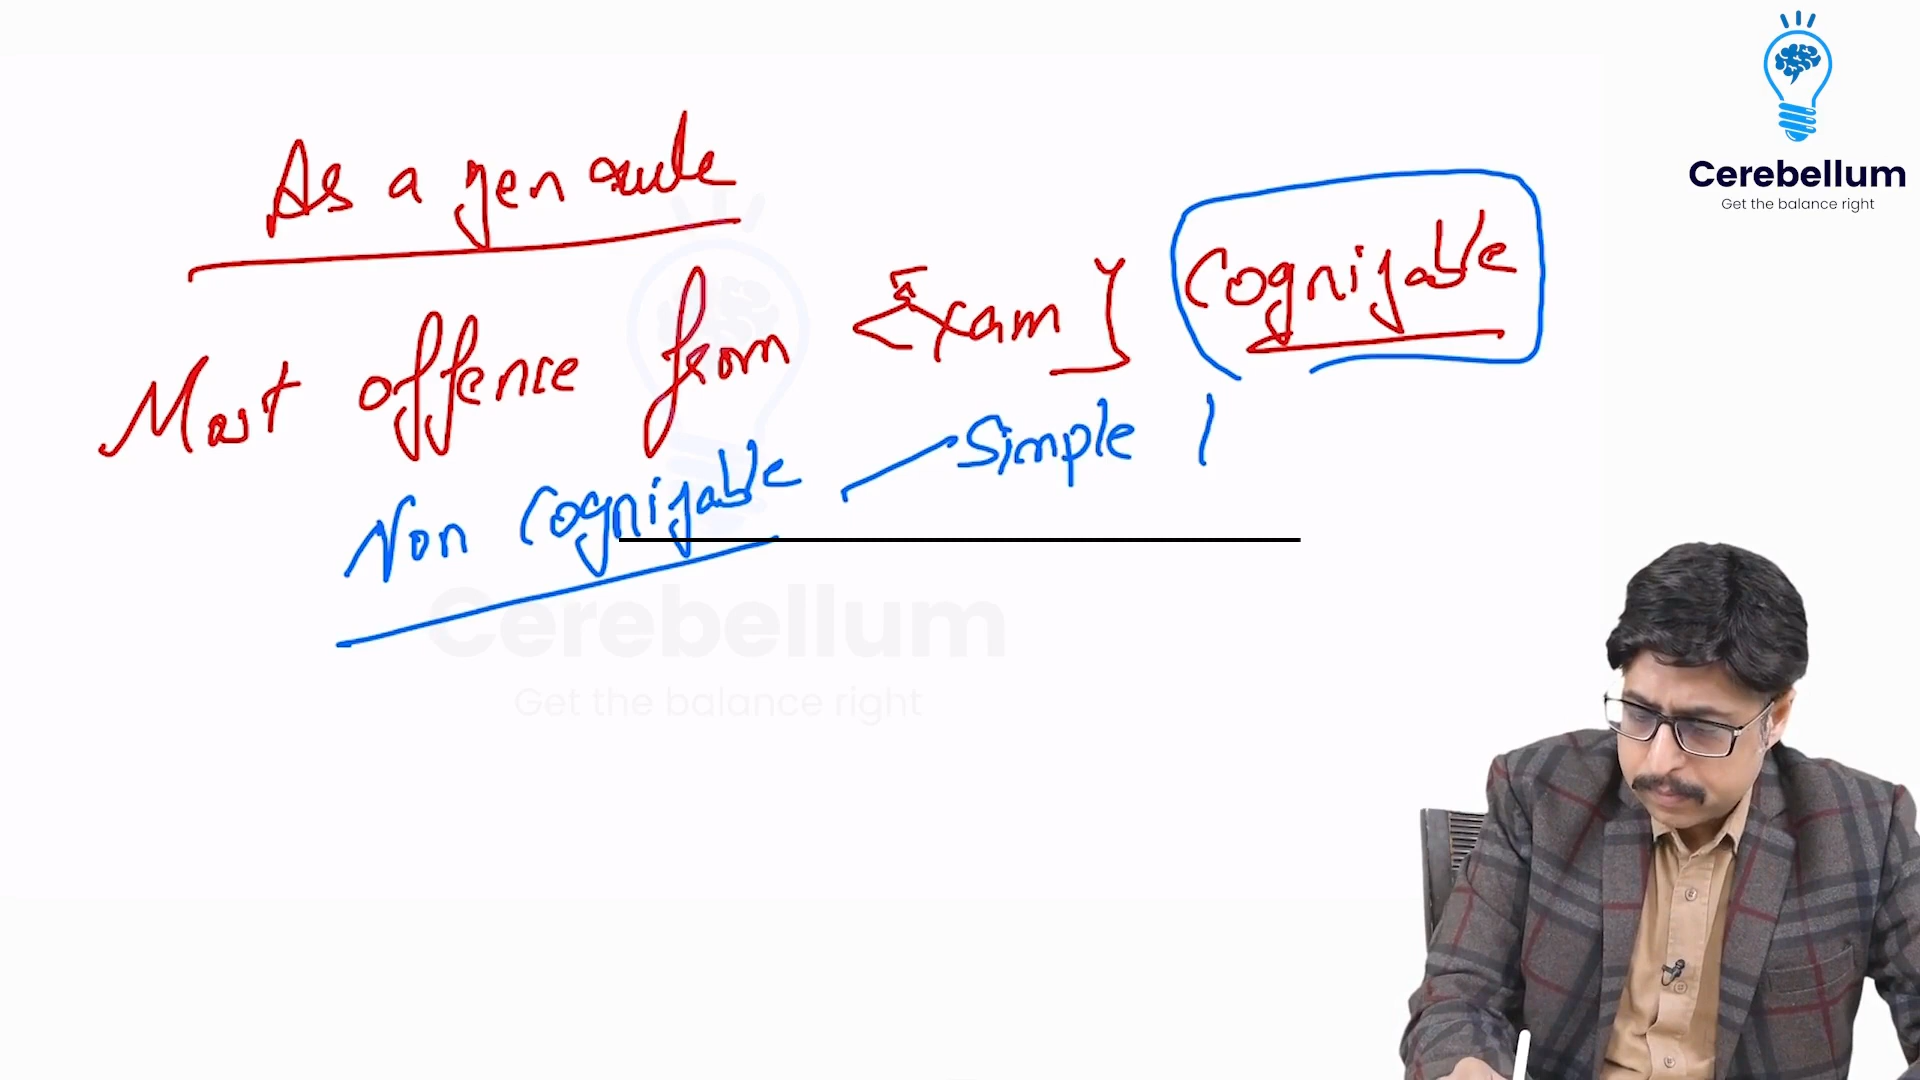 Cerebellum
Get the balance right
As a gen rule
Most offence from Exam } Cognizable
Non Cognizable Simple
Cerebellum
Get the balance right